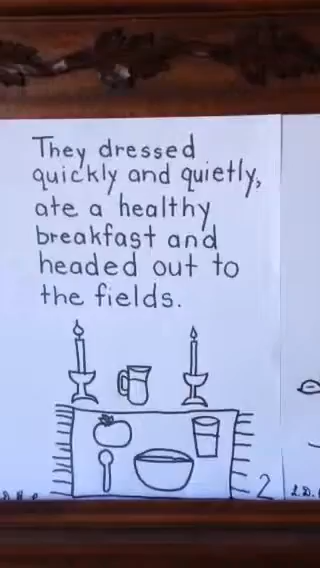 They dressed
quickly and quietly,
ate a healthy
breakfast and
headed out to
the fields.
2